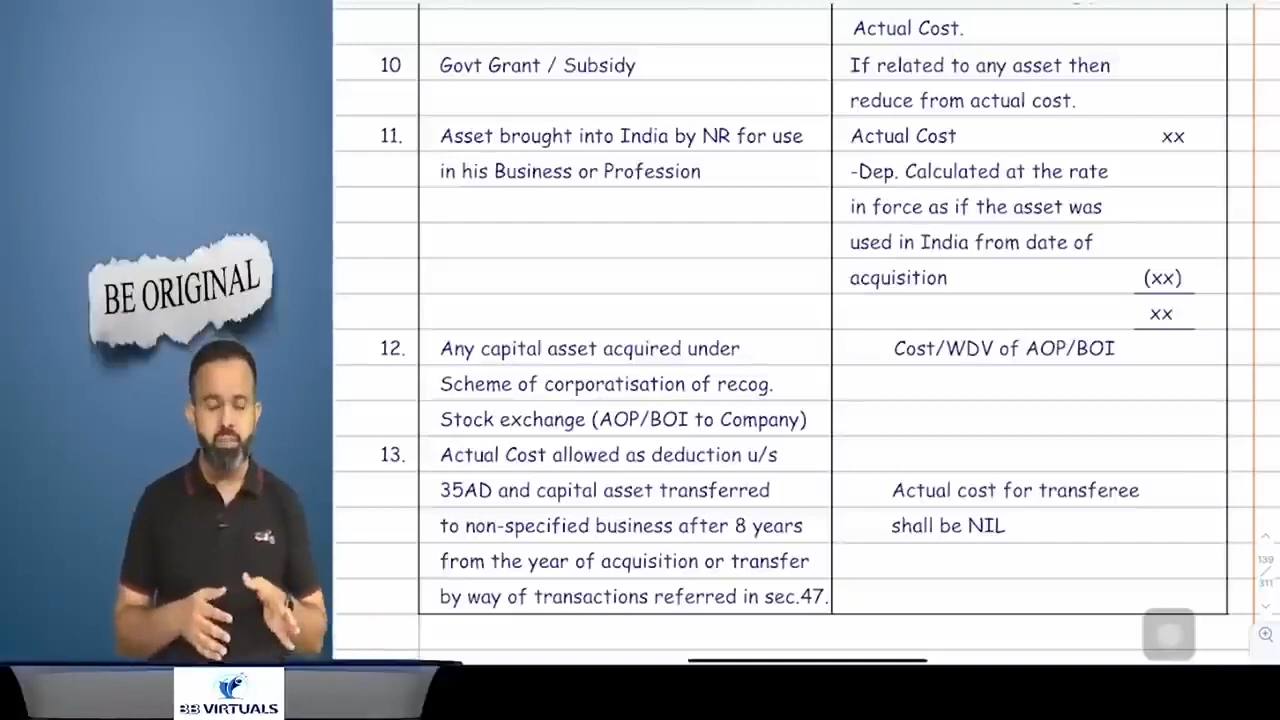 Actual Cost.
10 Govt Grant / Subsidy If related to any asset then
reduce from actual cost.
11. Asset brought into India by NR for use Actual Cost xx
in his Business or Profession -Dep. Calculated at the rate
in force as if the asset was
used in India from date of
acquisition (xx)
xx
12. Any capital asset acquired under Cost/WDV of AOP/BOI
Scheme of corporatisation of recog.
Stock exchange (AOP/BOI to Company)
13. Actual Cost allowed as deduction u/s
35AD and capital asset transferred Actual cost for transferee
to non-specified business after 8 years shall be NIL
from the year of acquisition or transfer
by way of transactions referred in sec.47.
139
/
311
BE ORIGINAL
BB VIRTUALS